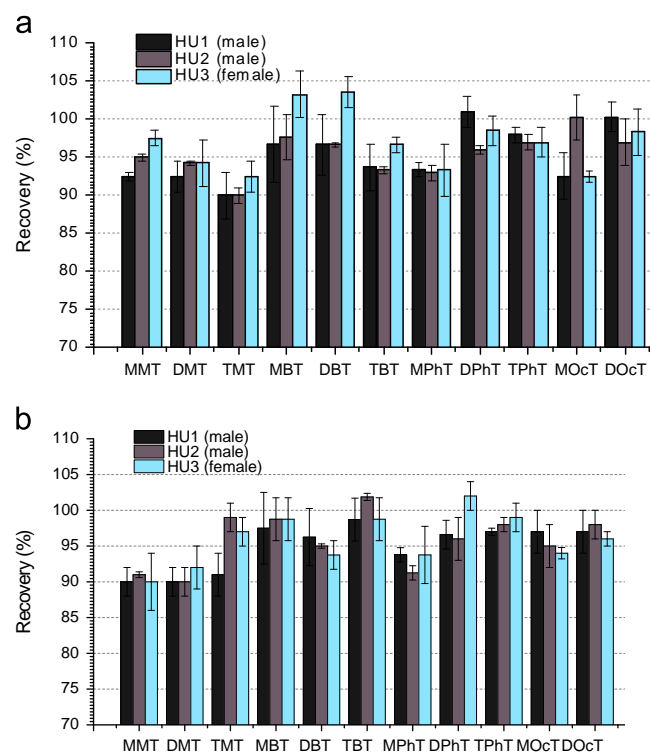 a
110
HU1 (male)
HU2 (male)
HU3 (female)
105
100
95
90
85
80
75
70
Recovery (%)
MMT DMT TMT MBT DBT TBT MPhT DPhT TPhT MOcT DOcT
b
110
HU1 (male)
HU2 (male)
HU3 (female)
105
100
95
90
85
80
75
70
Recovery (%)
MMT DMT TMT MBT DBT TBT MPhT DPhT TPhT MOcT DOcT